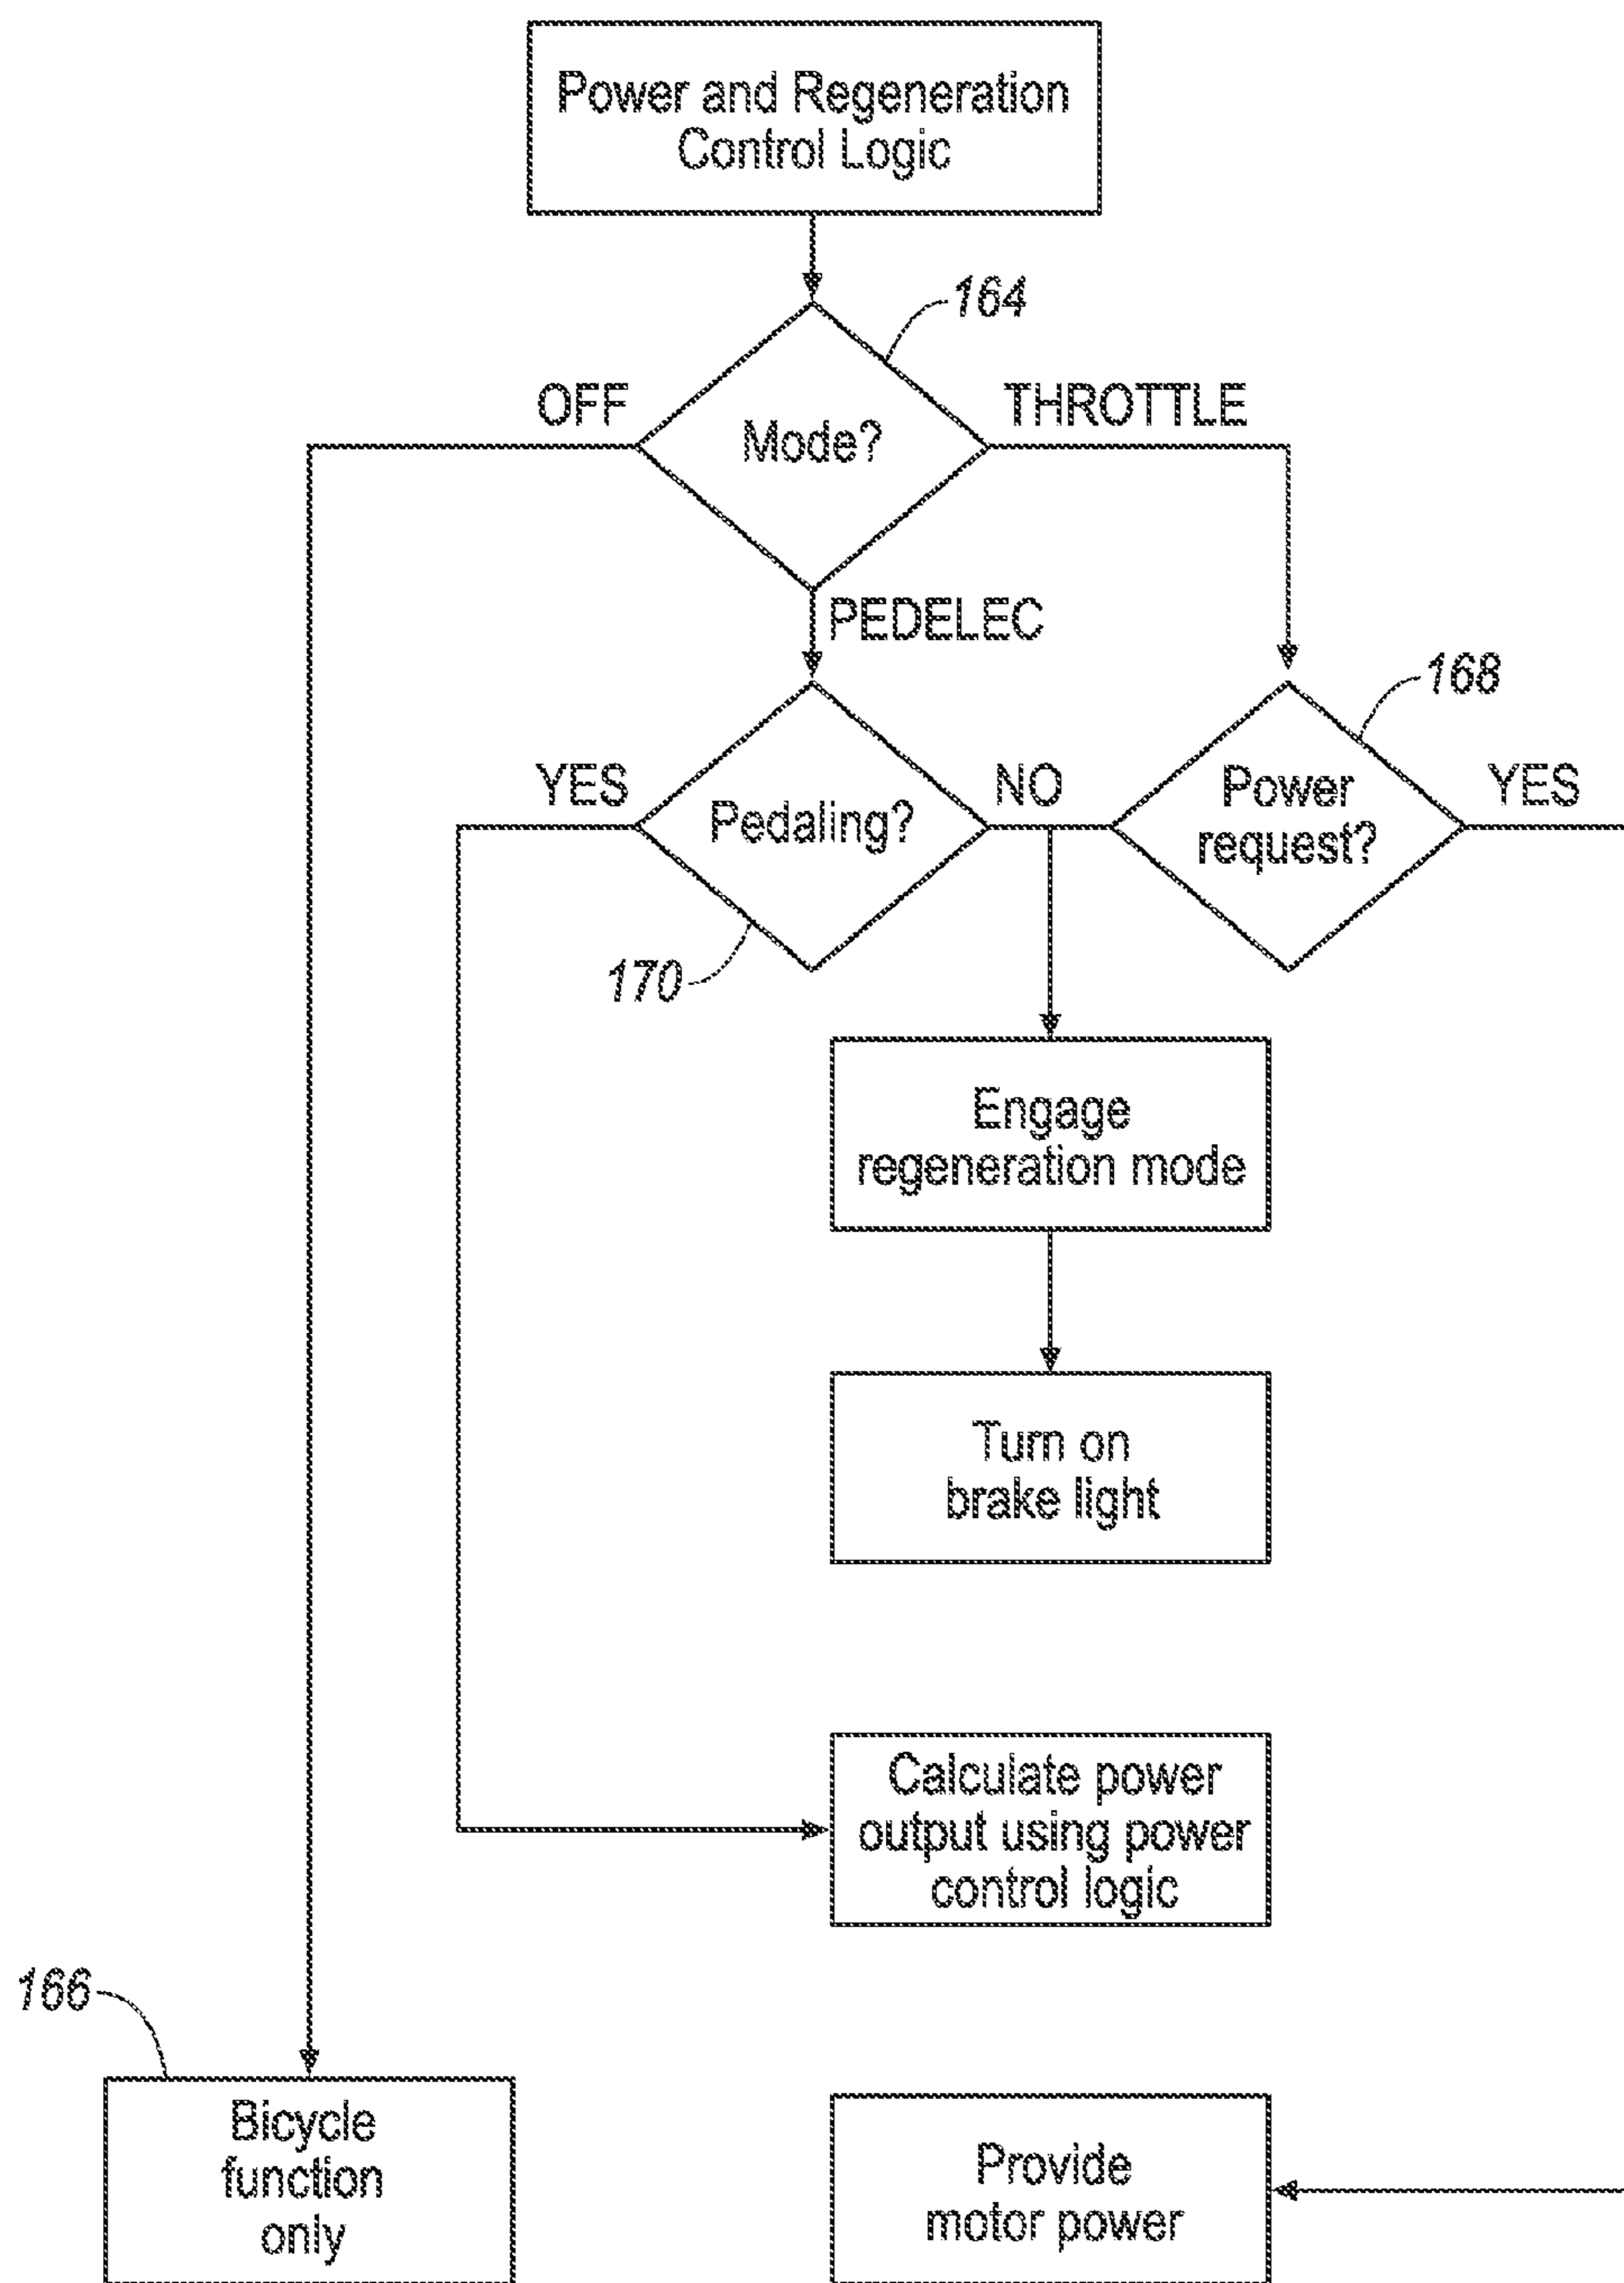 Power and Regeneration
Control Logic
164
OFF
THROTTLE
Mode?
PEDELEC
168
YES
Pedaling?
NO
Power
request?
YES
170
Engage
regeneration mode
Turn on
brake light
Calculate power
output using power
control logic
166
Bicycle
function
only
Provide
motor power